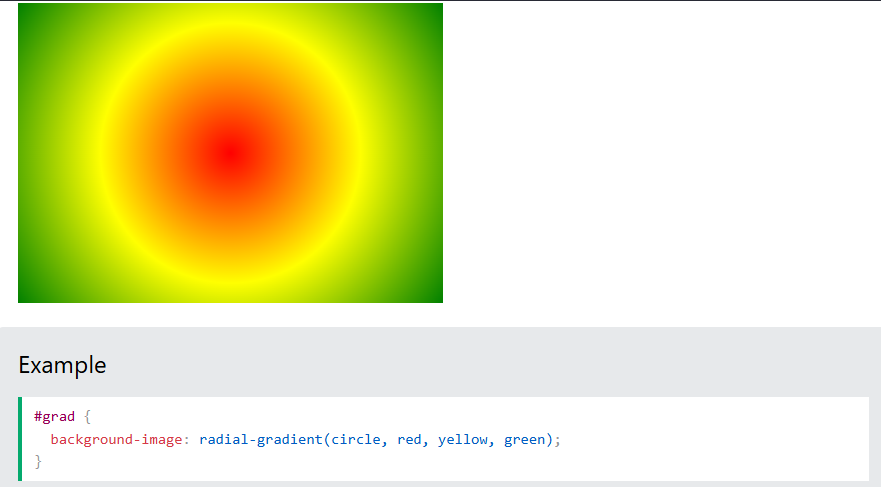 Example
#grad {
  background-image: radial-gradient(circle, red, yellow, green);
}